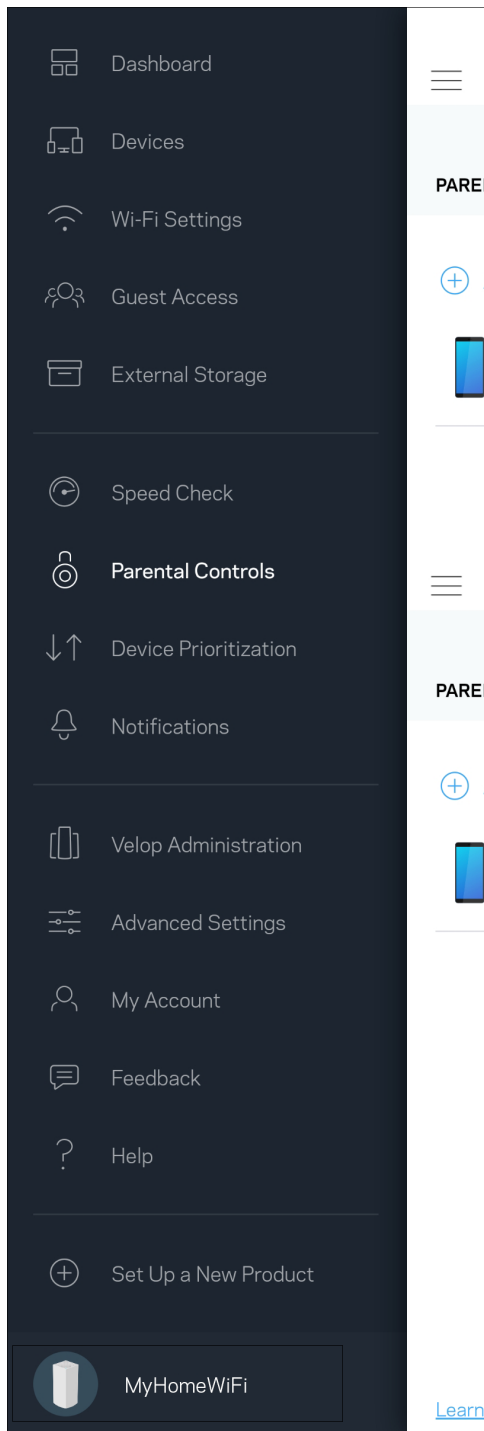 Dashboard
Devices
Wi-Fi Settings
Guest Access
External Storage
Speed Check
Parental Controls
Device Prioritization
Notifications
Velop Administration
Advanced Settings
My Account
Feedback
Help
Set Up a New Product
MyHomeWiFi
Learn